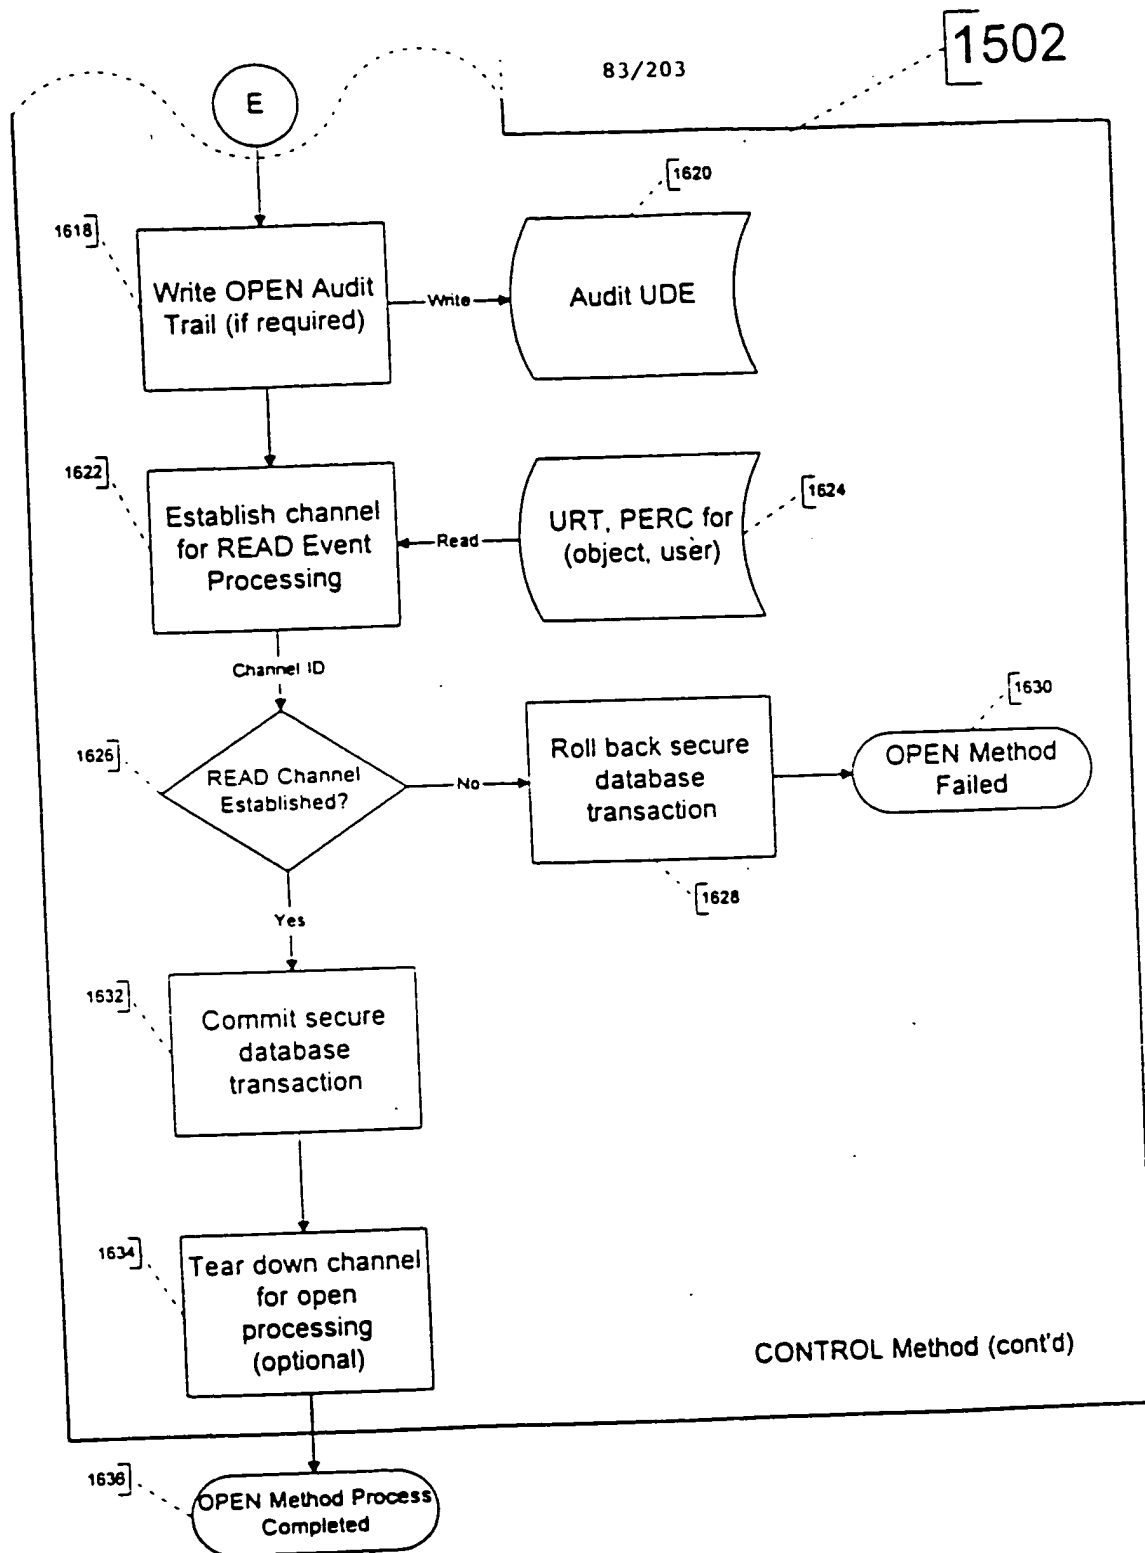 1502
83/203
E
1620
1618
Write OPEN Audit
Trail (if required)
Write
Audit UDE
1622
1624
Establish channel
for READ Event
Processing
Read
URT, PERC for
(object, user)
Channel ID
1630
1626
READ Channel
Established?
No
Roll back secure
database
transaction
OPEN Method
Failed
1628
Yes
1632
Commit secure
database
transaction
1634
Tear down channel
for open
processing
(optional)
CONTROL Method (cont'd)
1636
OPEN Method Process
Completed